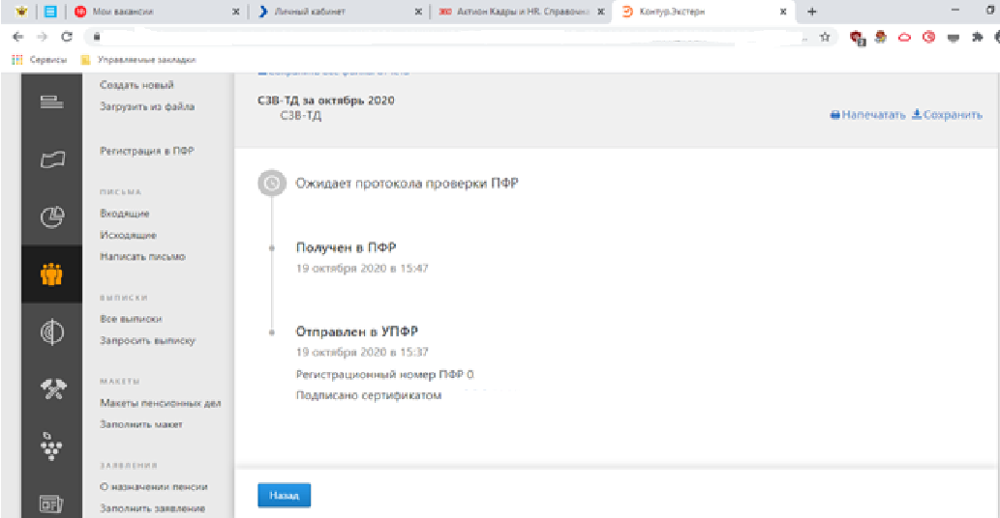 Мои вакансии
Личный кабинет
Актион Кадры и HR. Справочна
Контур.Экстерн
Сервисы
Управляемые закладки
Создать новый
Загрузить из файла
Регистрация в ПФР
ПИСЬМА
Входящие
Исходящие
Написать письмо
ВЫПИСКИ
Все выписки
Запросить выписку
МАКЕТЫ
Макеты пенсионных дел
Заполнить макет
ЗАЯВЛЕНИЯ
О назначении пенсии
Заполнить заявление
СЗВ-ТД за октябрь 2020
СЗВ-ТД
Напечатать
Сохранить
Ожидает протокола проверки ПФР
Получен в ПФР
19 октября 2020 в 15:47
Отправлен в УПФР
19 октября 2020 в 15:37
Регистрационный номер ПФР 0
Подписано сертификатом
Назад